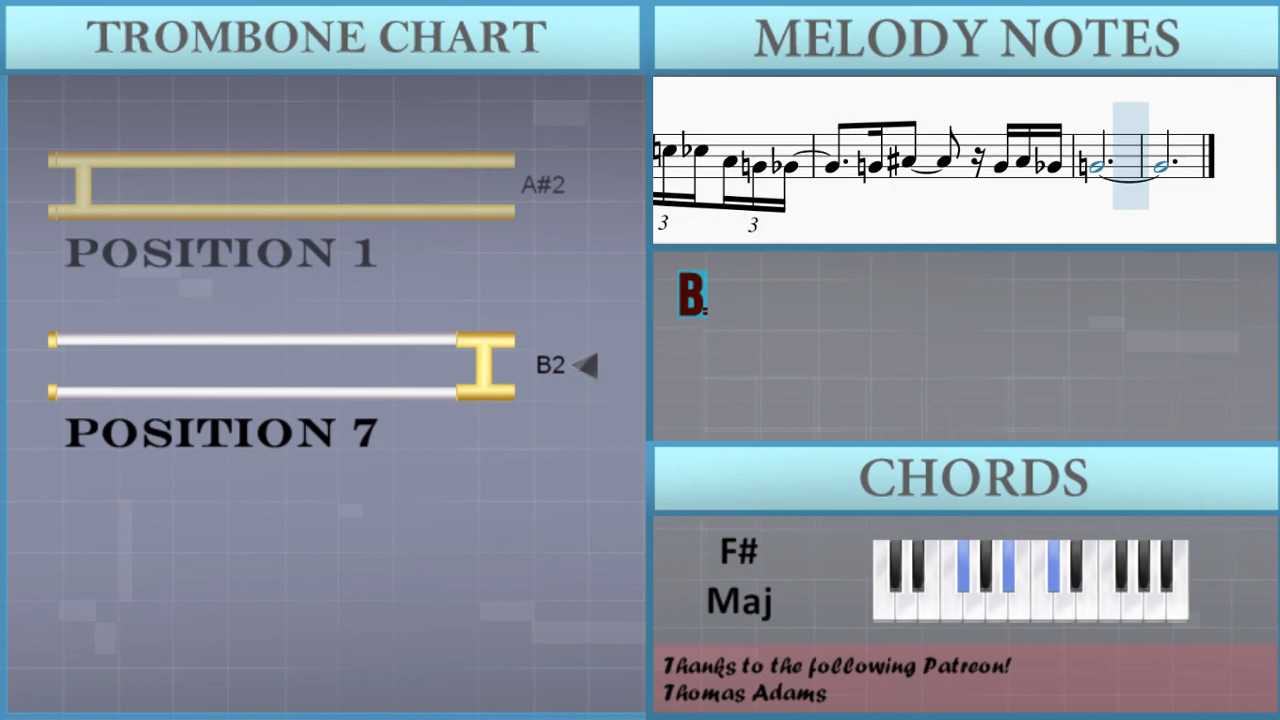 TROMBONE CHART
A#2
POSITION 1
B2
POSITION 7
MELODY NOTES
3
3
B
CHORDS
F#
Maj
Thanks to the following Patreon!
Thomas Adams